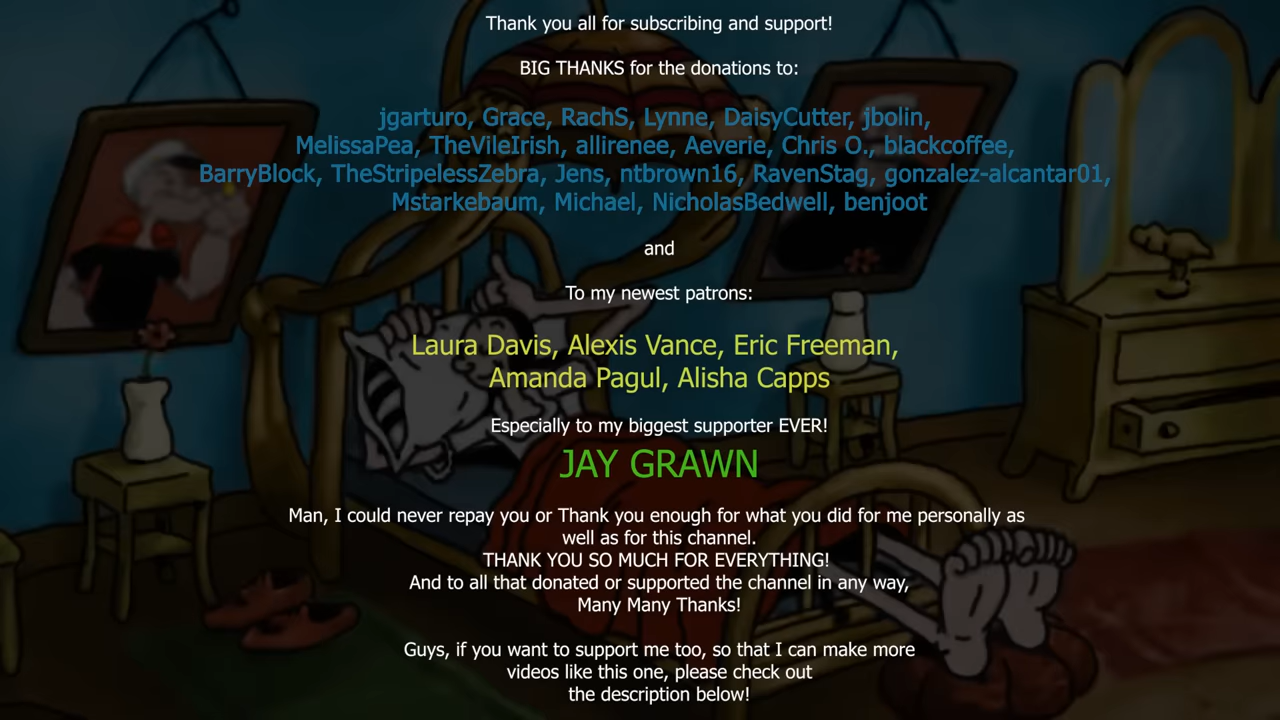 Thank you all for subscribing and support!
BIG THANKS for the donations to:
jgarturo, Grace, RachS, Lynne, DaisyCutter, jbolin,
MelissaPea, TheVileIrish, allirenee, Aeverie, Chris O., blackcoffee,
BarryBlock, TheStripelessZebra, Jens, ntbrown16, RavenStag, gonzalez-alcantar01,
Mstarkebaum, Michael, NicholasBedwell, benjoot
and
To my newest patrons:
Laura Davis, Alexis Vance, Eric Freeman,
Amanda Pagul, Alisha Capps
Especially to my biggest supporter EVER!
JAY GRAWN
Man, I could never repay you or Thank you enough for what you did for me personally as
well as for this channel.
THANK YOU SO MUCH FOR EVERYTHING!
And to all that donated or supported the channel in any way,
Many Many Thanks!
Guys, if you want to support me too, so that I can make more
videos like this one, please check out
the description below!